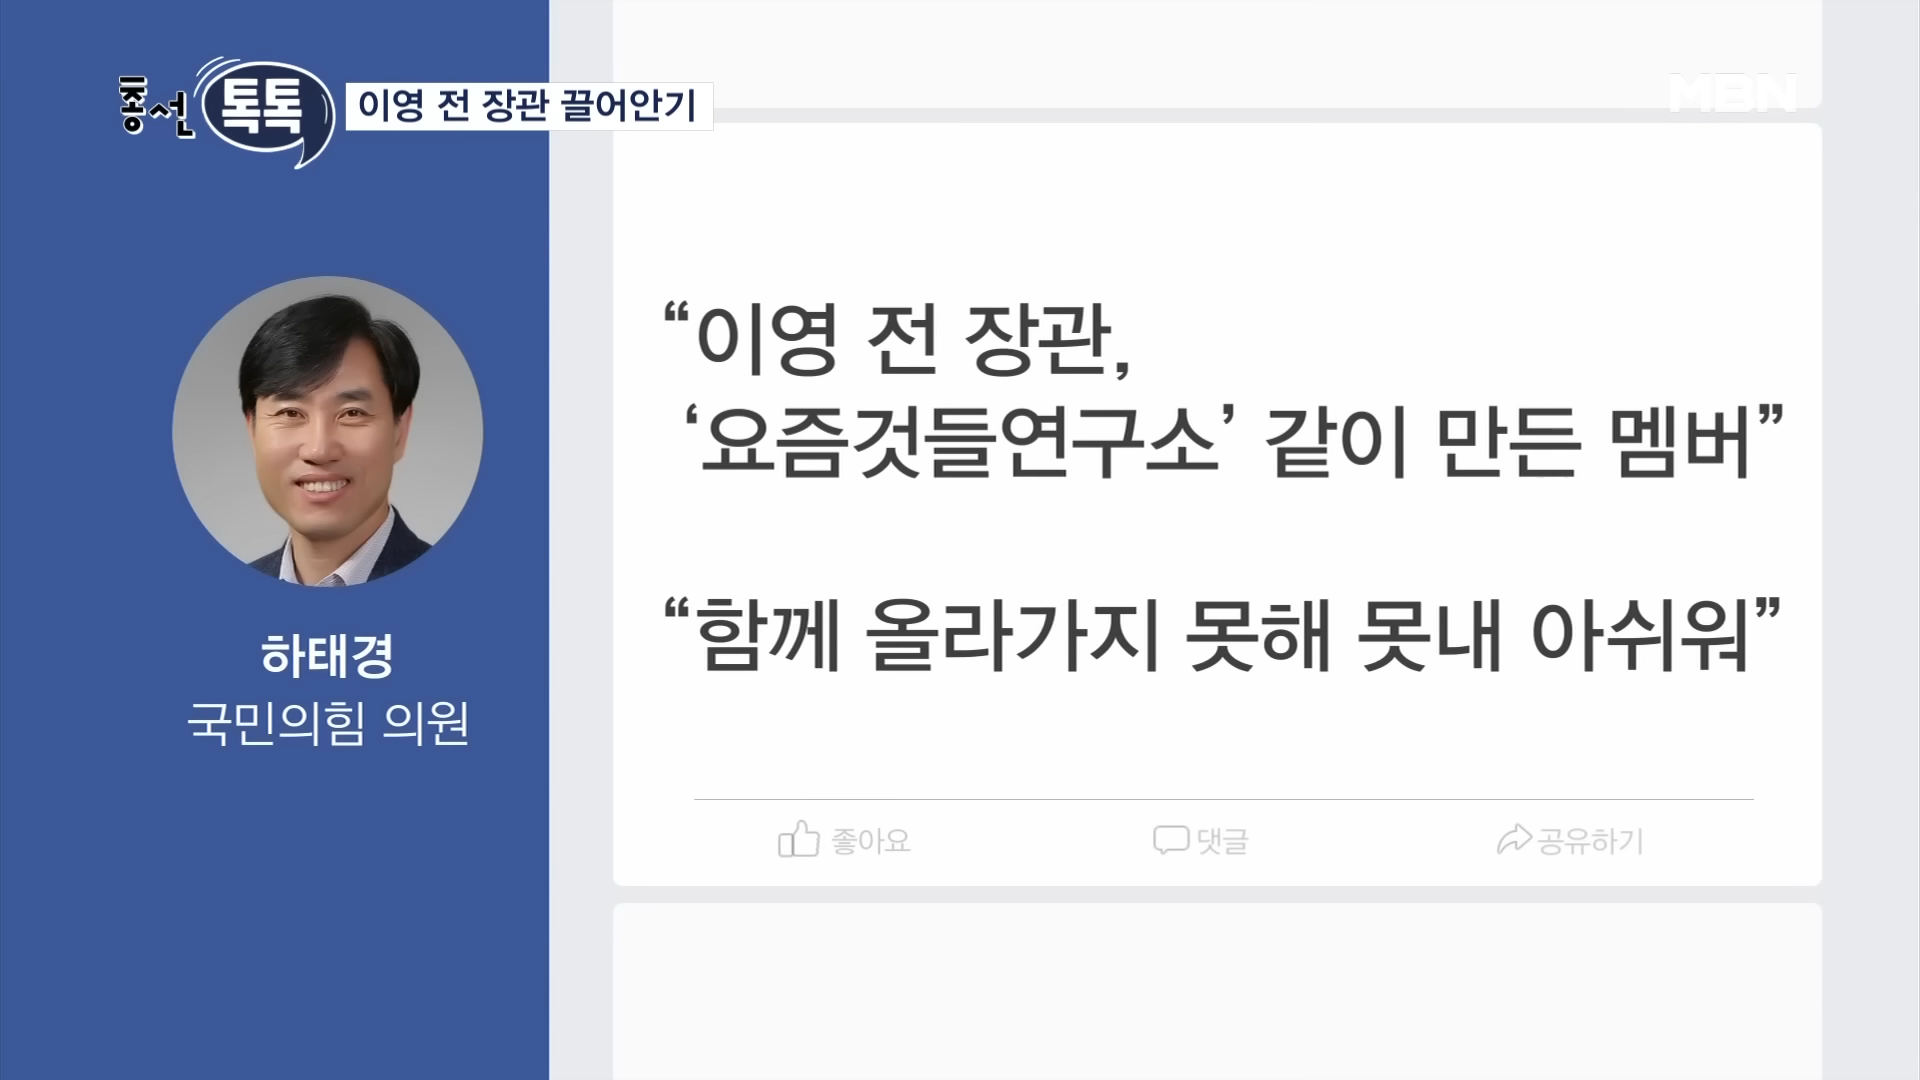 총선 톡톡
이영 전 장관 끌어안기
MBN
“이영 전 장관,
‘요즘것들연구소’ 같이 만든 멤버”
“함께 올라가지 못해 못내 아쉬워”
하태경
국민의힘 의원
좋아요
댓글
공유하기